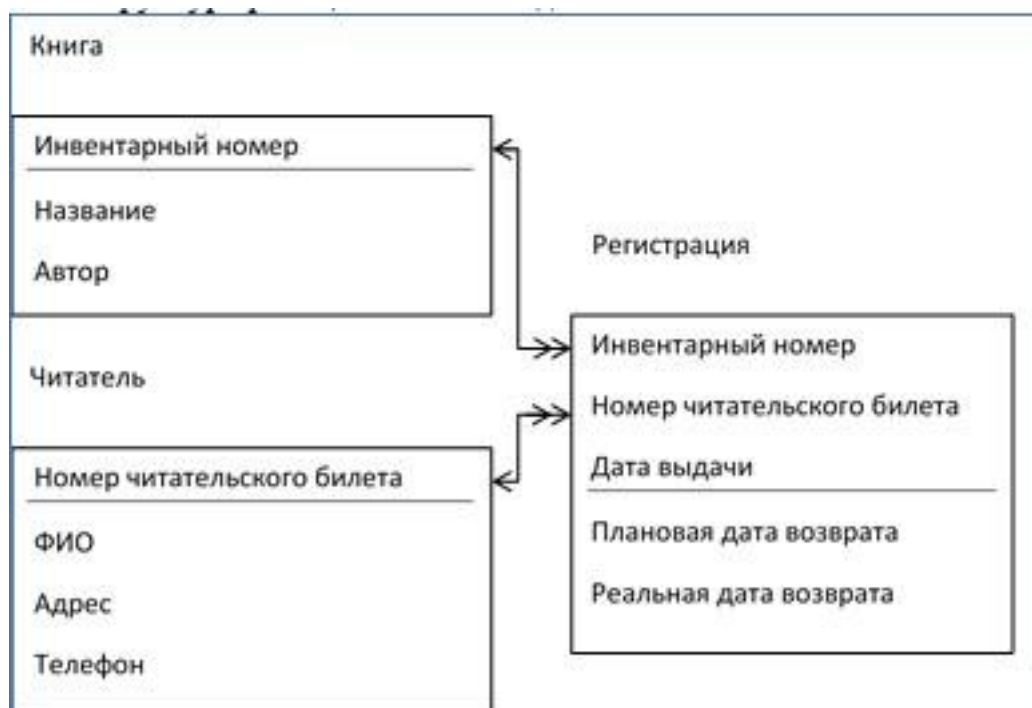 Книга
Инвентарный номер
Название
Автор
Читатель
Номер читательского билета
ФИО
Адрес
Телефон
Регистрация
Инвентарный номер
Номер читательского билета
Дата выдачи
Плановая дата возврата
Реальная дата возврата